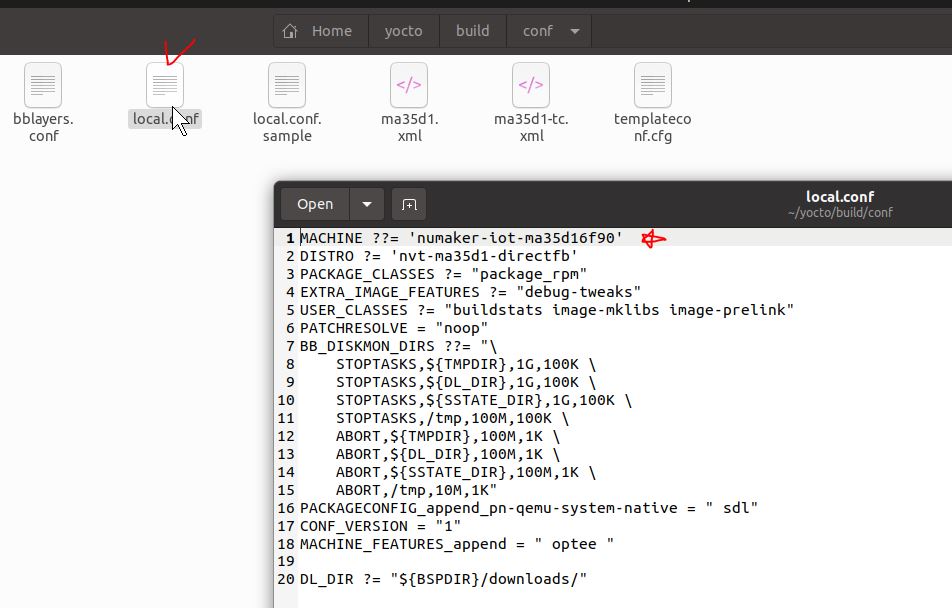 Home yocto build conf
bblayers.
conf
local.conf
local.conf.
sample
ma35d1.
xml
ma35d1-tc.
xml
templateco
nf.cfg
Open
local.conf
~/yocto/build/conf
1 MACHINE ??= 'numaker-iot-ma35d16f90'
2 DISTRO ?= 'nvt-ma35d1-directfb'
3 PACKAGE_CLASSES ?= "package_rpm"
4 EXTRA_IMAGE_FEATURES ?= "debug-tweaks"
5 USER_CLASSES ?= "buildstats image-mklibs image-prelink"
6 PATCHRESOLVE = "noop"
7 BB_DISKMON_DIRS ??= "\
8     STOPTASKS,${TMPDIR},1G,100K \
9     STOPTASKS,${DL_DIR},1G,100K \
10     STOPTASKS,${SSTATE_DIR},1G,100K \
11     STOPTASKS,/tmp,100M,100K \
12     ABORT,${TMPDIR},100M,1K \
13     ABORT,${DL_DIR},100M,1K \
14     ABORT,${SSTATE_DIR},100M,1K \
15     ABORT,/tmp,10M,1K"
16 PACKAGECONFIG_append_pn-qemu-system-native = " sdl"
17 CONF_VERSION = "1"
18 MACHINE_FEATURES_append = " optee "
19
20 DL_DIR ?= "${BSPDIR}/downloads/"